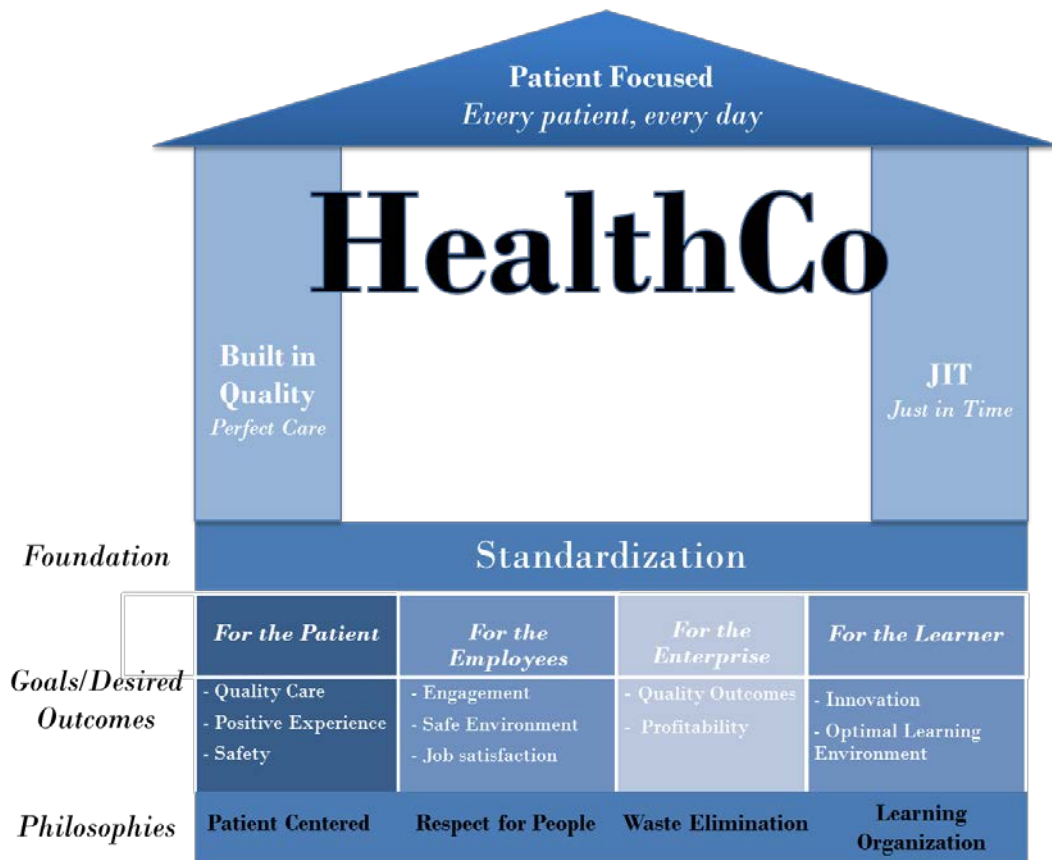 Patient Focused
Every patient, every day
HealthCo
Built in
Quality
Perfect Care
JIT
Just in Time
Foundation
Standardization
For the Patient
For the
Employees
For the
Enterprise
For the Learner
Goals/Desired
Outcomes
- Quality Care
- Positive Experience
- Safety
- Engagement
- Safe Environment
- Job satisfaction
- Quality Outcomes
- Profitability
- Innovation
- Optimal Learning
Environment
Philosophies
Patient Centered
Respect for People
Waste Elimination
Learning
Organization